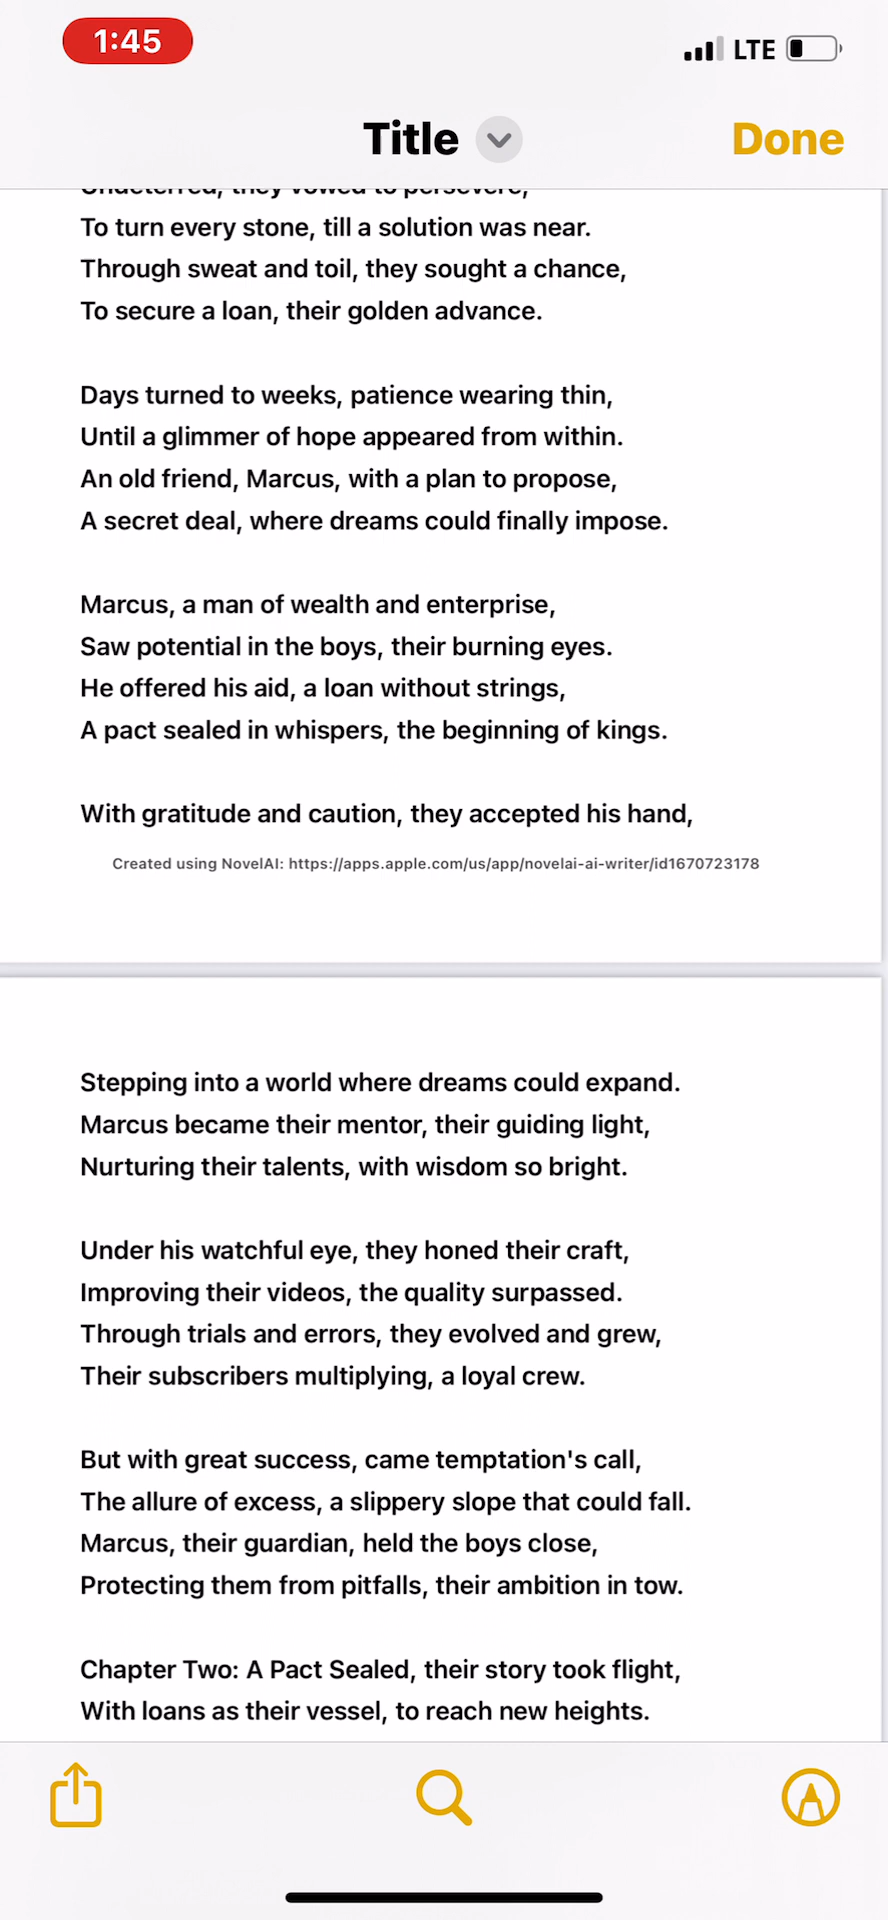 1:45
LTE
Title
Done
Undeterred, they vowed to persevere,
To turn every stone, till a solution was near.
Through sweat and toil, they sought a chance,
To secure a loan, their golden advance.
Days turned to weeks, patience wearing thin,
Until a glimmer of hope appeared from within.
An old friend, Marcus, with a plan to propose,
A secret deal, where dreams could finally impose.
Marcus, a man of wealth and enterprise,
Saw potential in the boys, their burning eyes.
He offered his aid, a loan without strings,
A pact sealed in whispers, the beginning of kings.
With gratitude and caution, they accepted his hand,
Created using NovelAI: https://apps.apple.com/us/app/novelai-ai-writer/id1670723178
Stepping into a world where dreams could expand.
Marcus became their mentor, their guiding light,
Nurturing their talents, with wisdom so bright.
Under his watchful eye, they honed their craft,
Improving their videos, the quality surpassed.
Through trials and errors, they evolved and grew,
Their subscribers multiplying, a loyal crew.
But with great success, came temptation's call,
The allure of excess, a slippery slope that could fall.
Marcus, their guardian, held the boys close,
Protecting them from pitfalls, their ambition in tow.
Chapter Two: A Pact Sealed, their story took flight,
With loans as their vessel, to reach new heights.